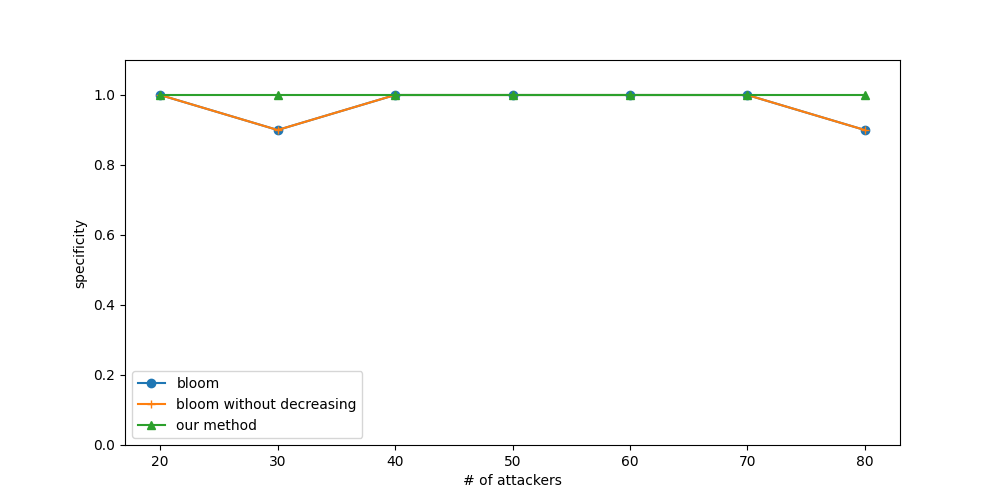 1.0
0.8
0.6
0.4
0.2
0.0
specificity
bloom
bloom without decreasing
our method
20 30 40 50 60 70 80
# of attackers